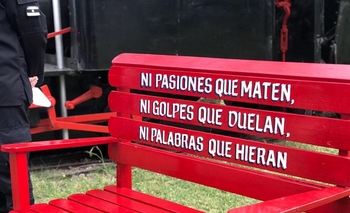 NI PASIONES QUE MATEN,
NI GOLPES QUE DUELAN,
NI PALABRAS QUE HIERAN